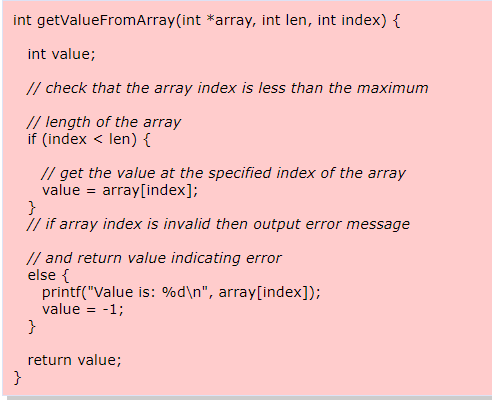 int getValueFromArray(int *array, int len, int index) {
int value;
// check that the array index is less than the maximum
// length of the array
if (index < len) {
// get the value at the specified index of the array
value = array[index];
}
// if array index is invalid then output error message
// and return value indicating error
else {
printf("Value is: %d\n", array[index]);
value = -1;
}
return value;
}